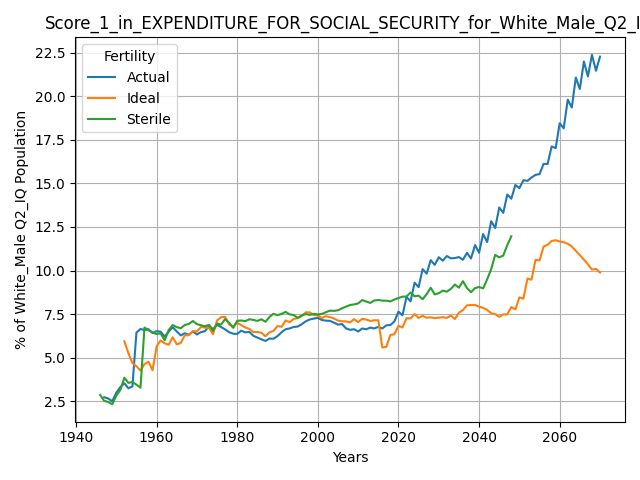 Score_1_in_EXPENDITURE_FOR_SOCIAL_SECURITY_for_White_Male_Q2_I
Fertility
Actual
Ideal
Sterile
% of White_Male Q2_IQ Population
22.5
20.0
17.5
15.0
12.5
10.0
7.5
5.0
2.5
1940 1960 1980 2000 2020 2040 2060
Years